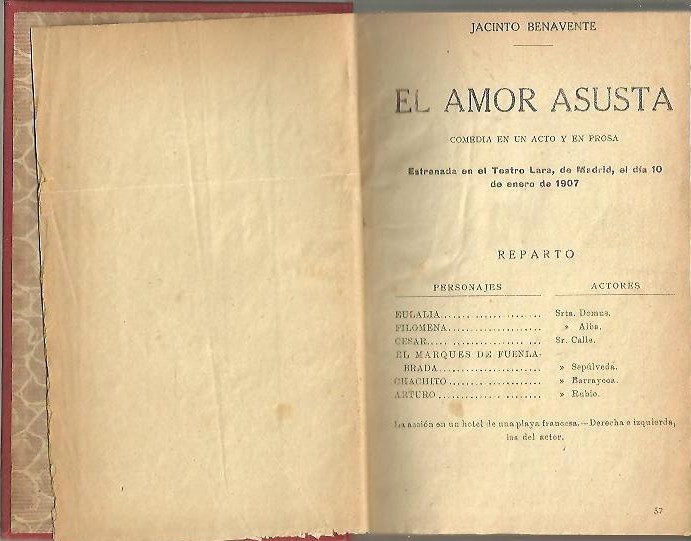 JACINTO BENAVENTE
EL AMOR ASUSTA
COMEDIA EN UN ACTO Y EN PROSA
Estrenada en el Teatro Lara, de Madrid, el día 10
de enero de 1907
REPARTO
PERSONAJES ACTORES
EULALIA.................... Srta. Domus.
FILOMENA.................... » Alba.
CESAR.................... Sr. Calle.
EL MARQUES DE FUENLA-
BRADA.................... » Sepúlveda.
CHACHITO.................... » Barraycoa.
ARTURO.................... » Rubio.
La acción en un hotel de una playa francesa.—Derecha e izquierda,
las del actor.
57